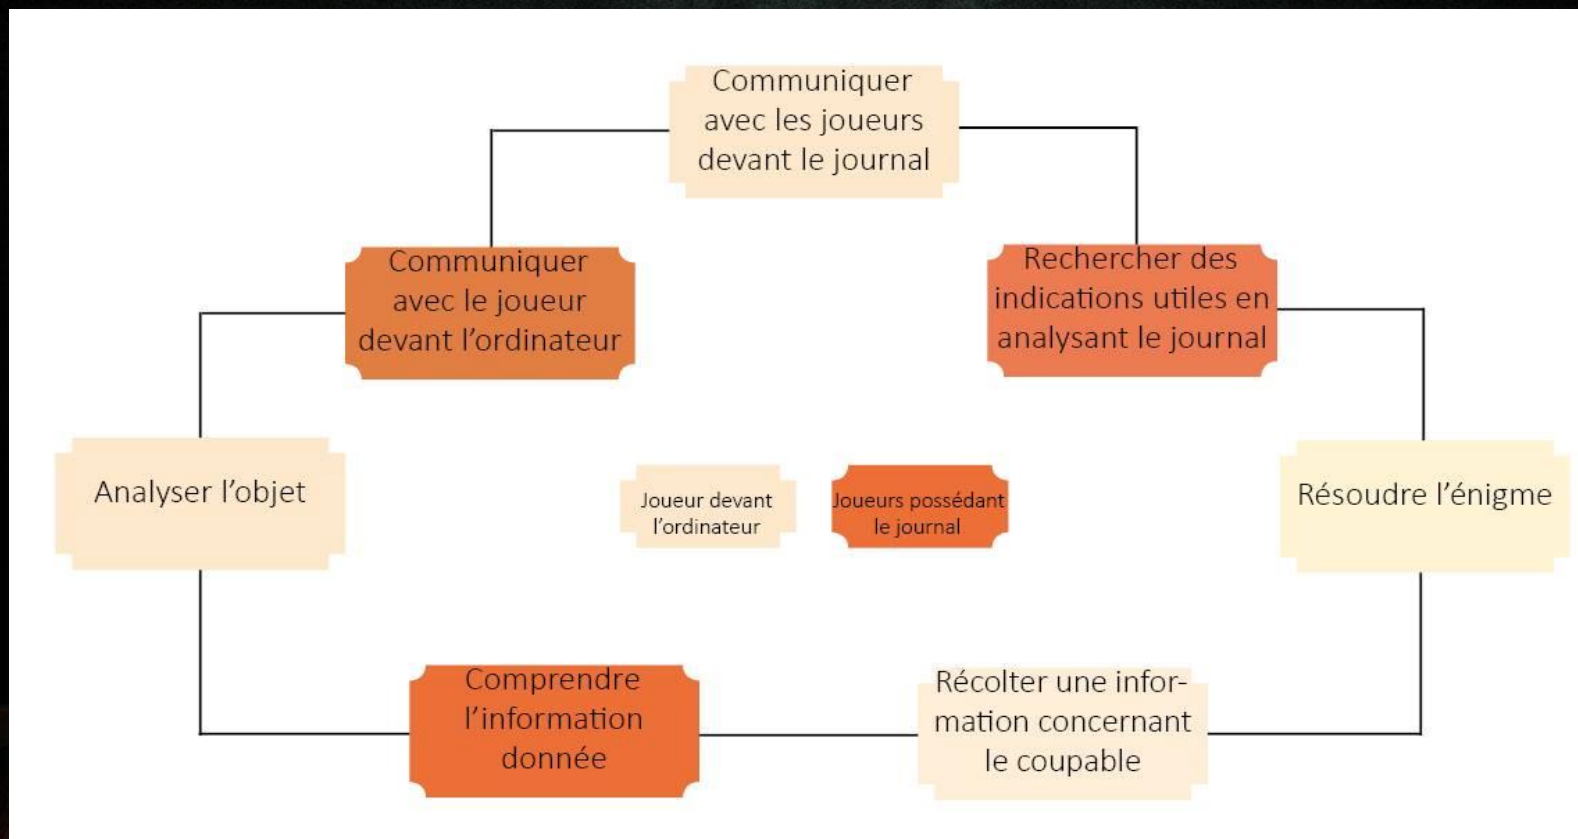 Communiquer
avec les joueurs
devant le journal
Communiquer
avec le joueur
devant l'ordinateur
Rechercher des
indications utiles en
analysant le journal
Analyser l'objet
Joueur devant
l'ordinateur
Joueurs possédant
le journal
Résoudre l'énigme
Comprendre
l'information
donnée
Récolter une infor-
mation concernant
le coupable